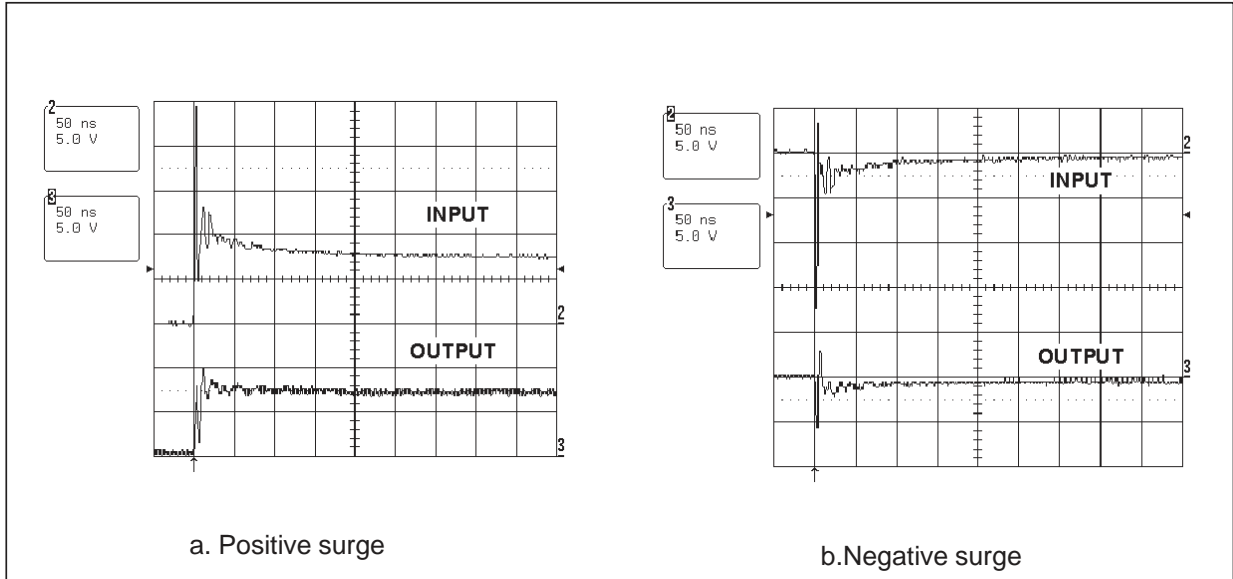 2
50 ns
5.0 V
3
50 ns
5.0 V
INPUT
2
OUTPUT
3
a. Positive surge
2
50 ns
5.0 V
3
50 ns
5.0 V
2
INPUT
OUTPUT
3
b.Negative surge